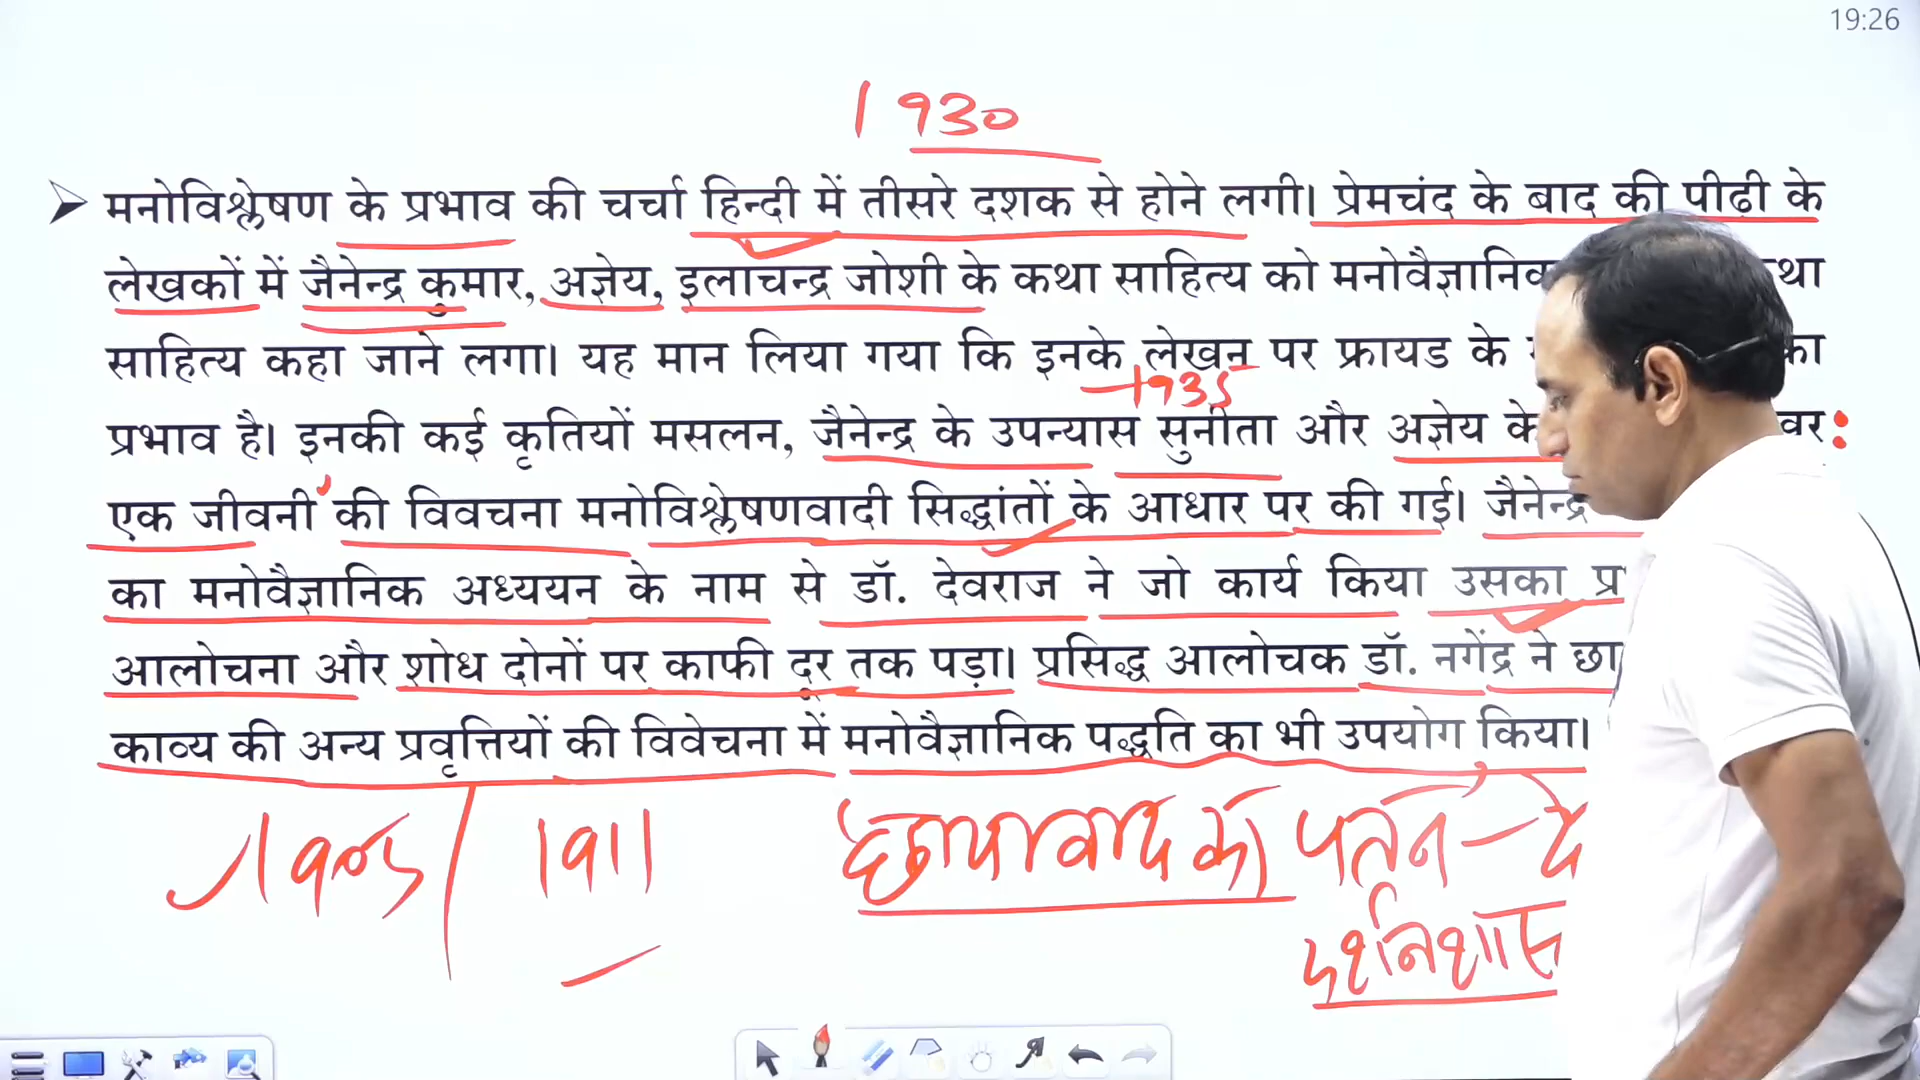 19:26
1930
मनोविश्लेषण के प्रभाव की चर्चा हिन्दी में तीसरे दशक से होने लगी। प्रेमचंद के बाद की पीढ़ी के
लेखकों में जैनेन्द्र कुमार, अज्ञेय, इलाचन्द्र जोशी के कथा साहित्य को मनोवैज्ञानिक था
साहित्य कहा जाने लगा। यह मान लिया गया कि इनके लेखन पर फ्रायड के का
1935
प्रभाव है। इनकी कई कृतियों मसलन, जैनेन्द्र के उपन्यास सुनीता और अज्ञेय के वर:
एक जीवनी की विवचना मनोविश्लेषणवादी सिद्धांतों के आधार पर की गई। जैनेन्द्र
का मनोवैज्ञानिक अध्ययन के नाम से डॉ. देवराज ने जो कार्य किया उसका प्र
आलोचना और शोध दोनों पर काफी दूर तक पड़ा। प्रसिद्ध आलोचक डॉ. नगेंद्र ने छा
काव्य की अन्य प्रवृत्तियों की विवेचना में मनोवैज्ञानिक पद्धति का भी उपयोग किया।
1905 / 1911 छायावाद का पतन - दे
दर्शनशास